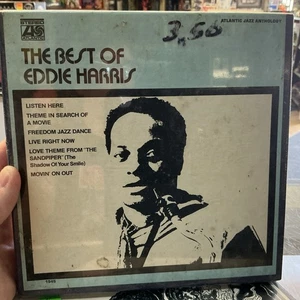 STEREO
ATLANTIC JAZZ ANTHOLOGY
3.50
THE BEST OF
EDDIE HARRIS
LISTEN HERE
THEME IN SEARCH OF
A MOVIE
FREEDOM JAZZ DANCE
LIVE RIGHT NOW
LOVE THEME FROM "THE
SANDPIPER" (The
Shadow Of Your Smile)
MOVIN' ON OUT
1545